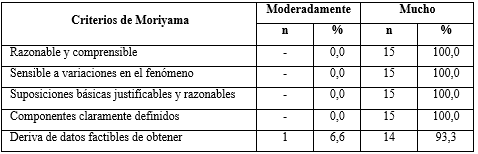 Criterios de Moriyama Moderadamente Mucho
n % n %
Razonable y comprensible - 0,0 15 100,0
Sensible a variaciones en el fenómeno - 0,0 15 100,0
Suposiciones básicas justificables y razonables - 0,0 15 100,0
Componentes claramente definidos - 0,0 15 100,0
Deriva de datos factibles de obtener 1 6,6 14 93,3